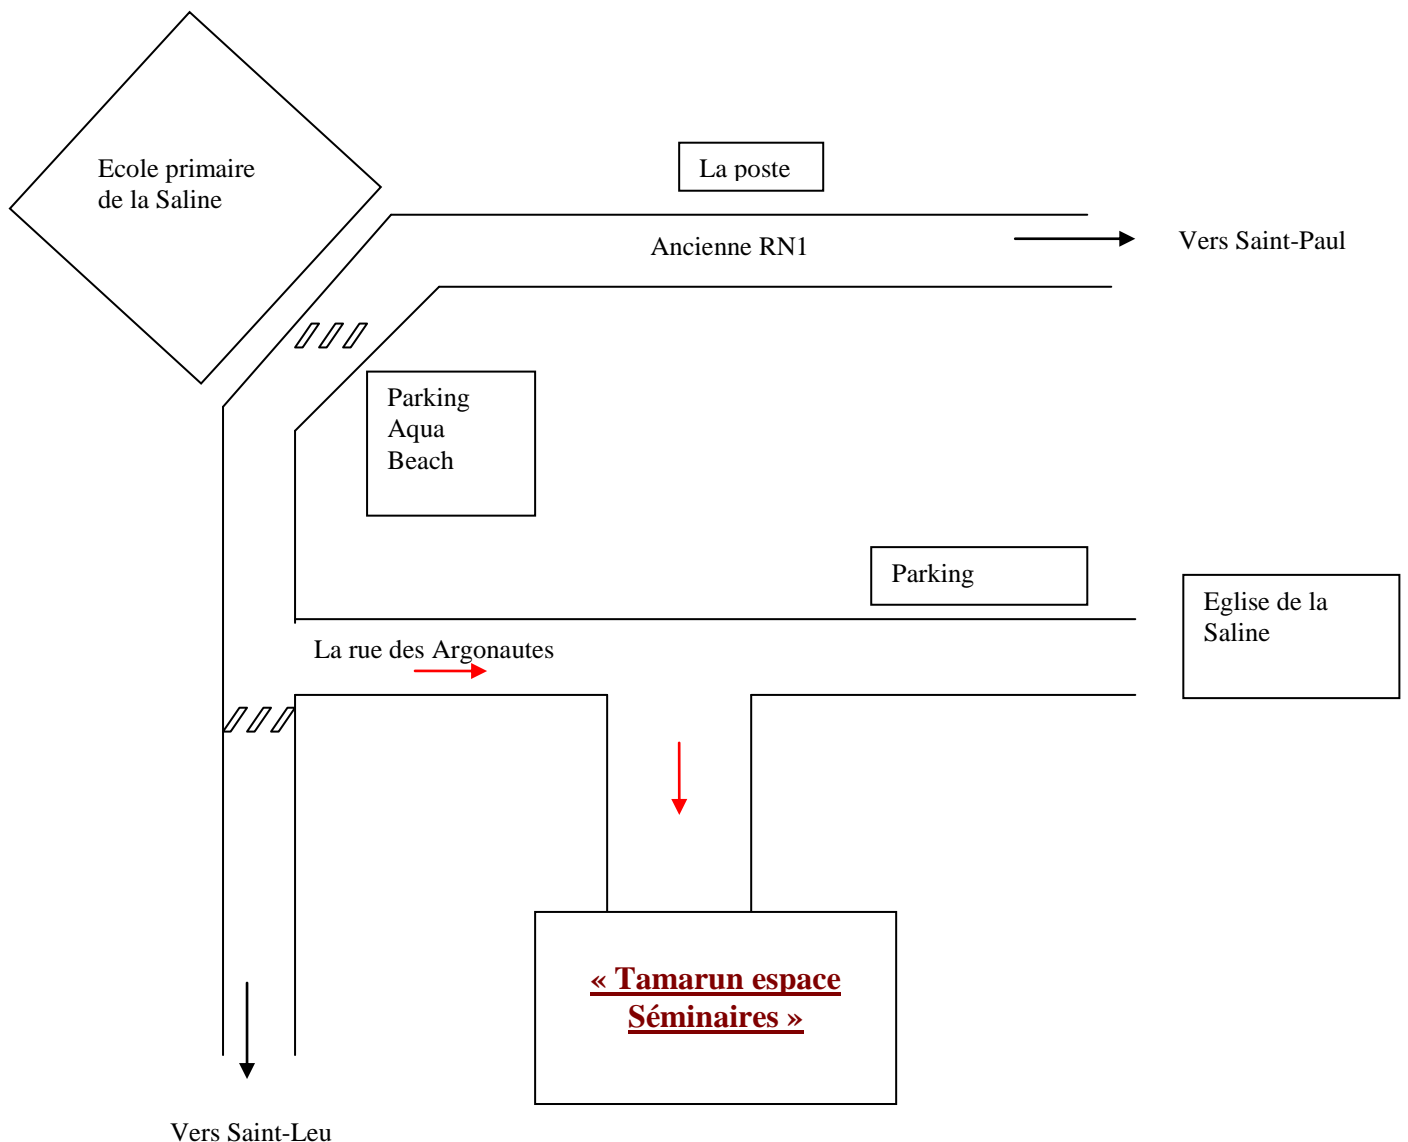 Ecole primaire
de la Saline
La poste
Ancienne RN1
Vers Saint-Paul
Parking
Aqua
Beach
Parking
Eglise de la
Saline
La rue des Argonautes
« Tamarun espace
Séminaires »
Vers Saint-Leu